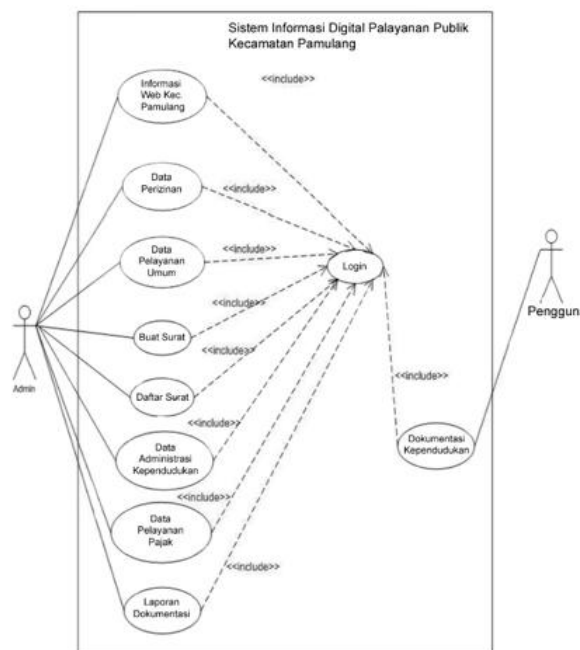 Sistem Informasi Digital Palayanan Publik
Kecamatan Pamulang
Informasi
Web Kec.
Pamulang
<<include>>
Data
Perizinan
<<include>>
Data
Pelayanan
Umum
<<include>>
Login
Penggun
Buat Surat
<<include>>
<<include>>
Admin
Daftar Surat
<<include>>
Data
Administrasi
Kependudukan
<<include>>
Dokumentasi
Kependudukan
Data
Pelayanan
Pajak
<<include>>
Laporan
Dokumentasi
<<include>>